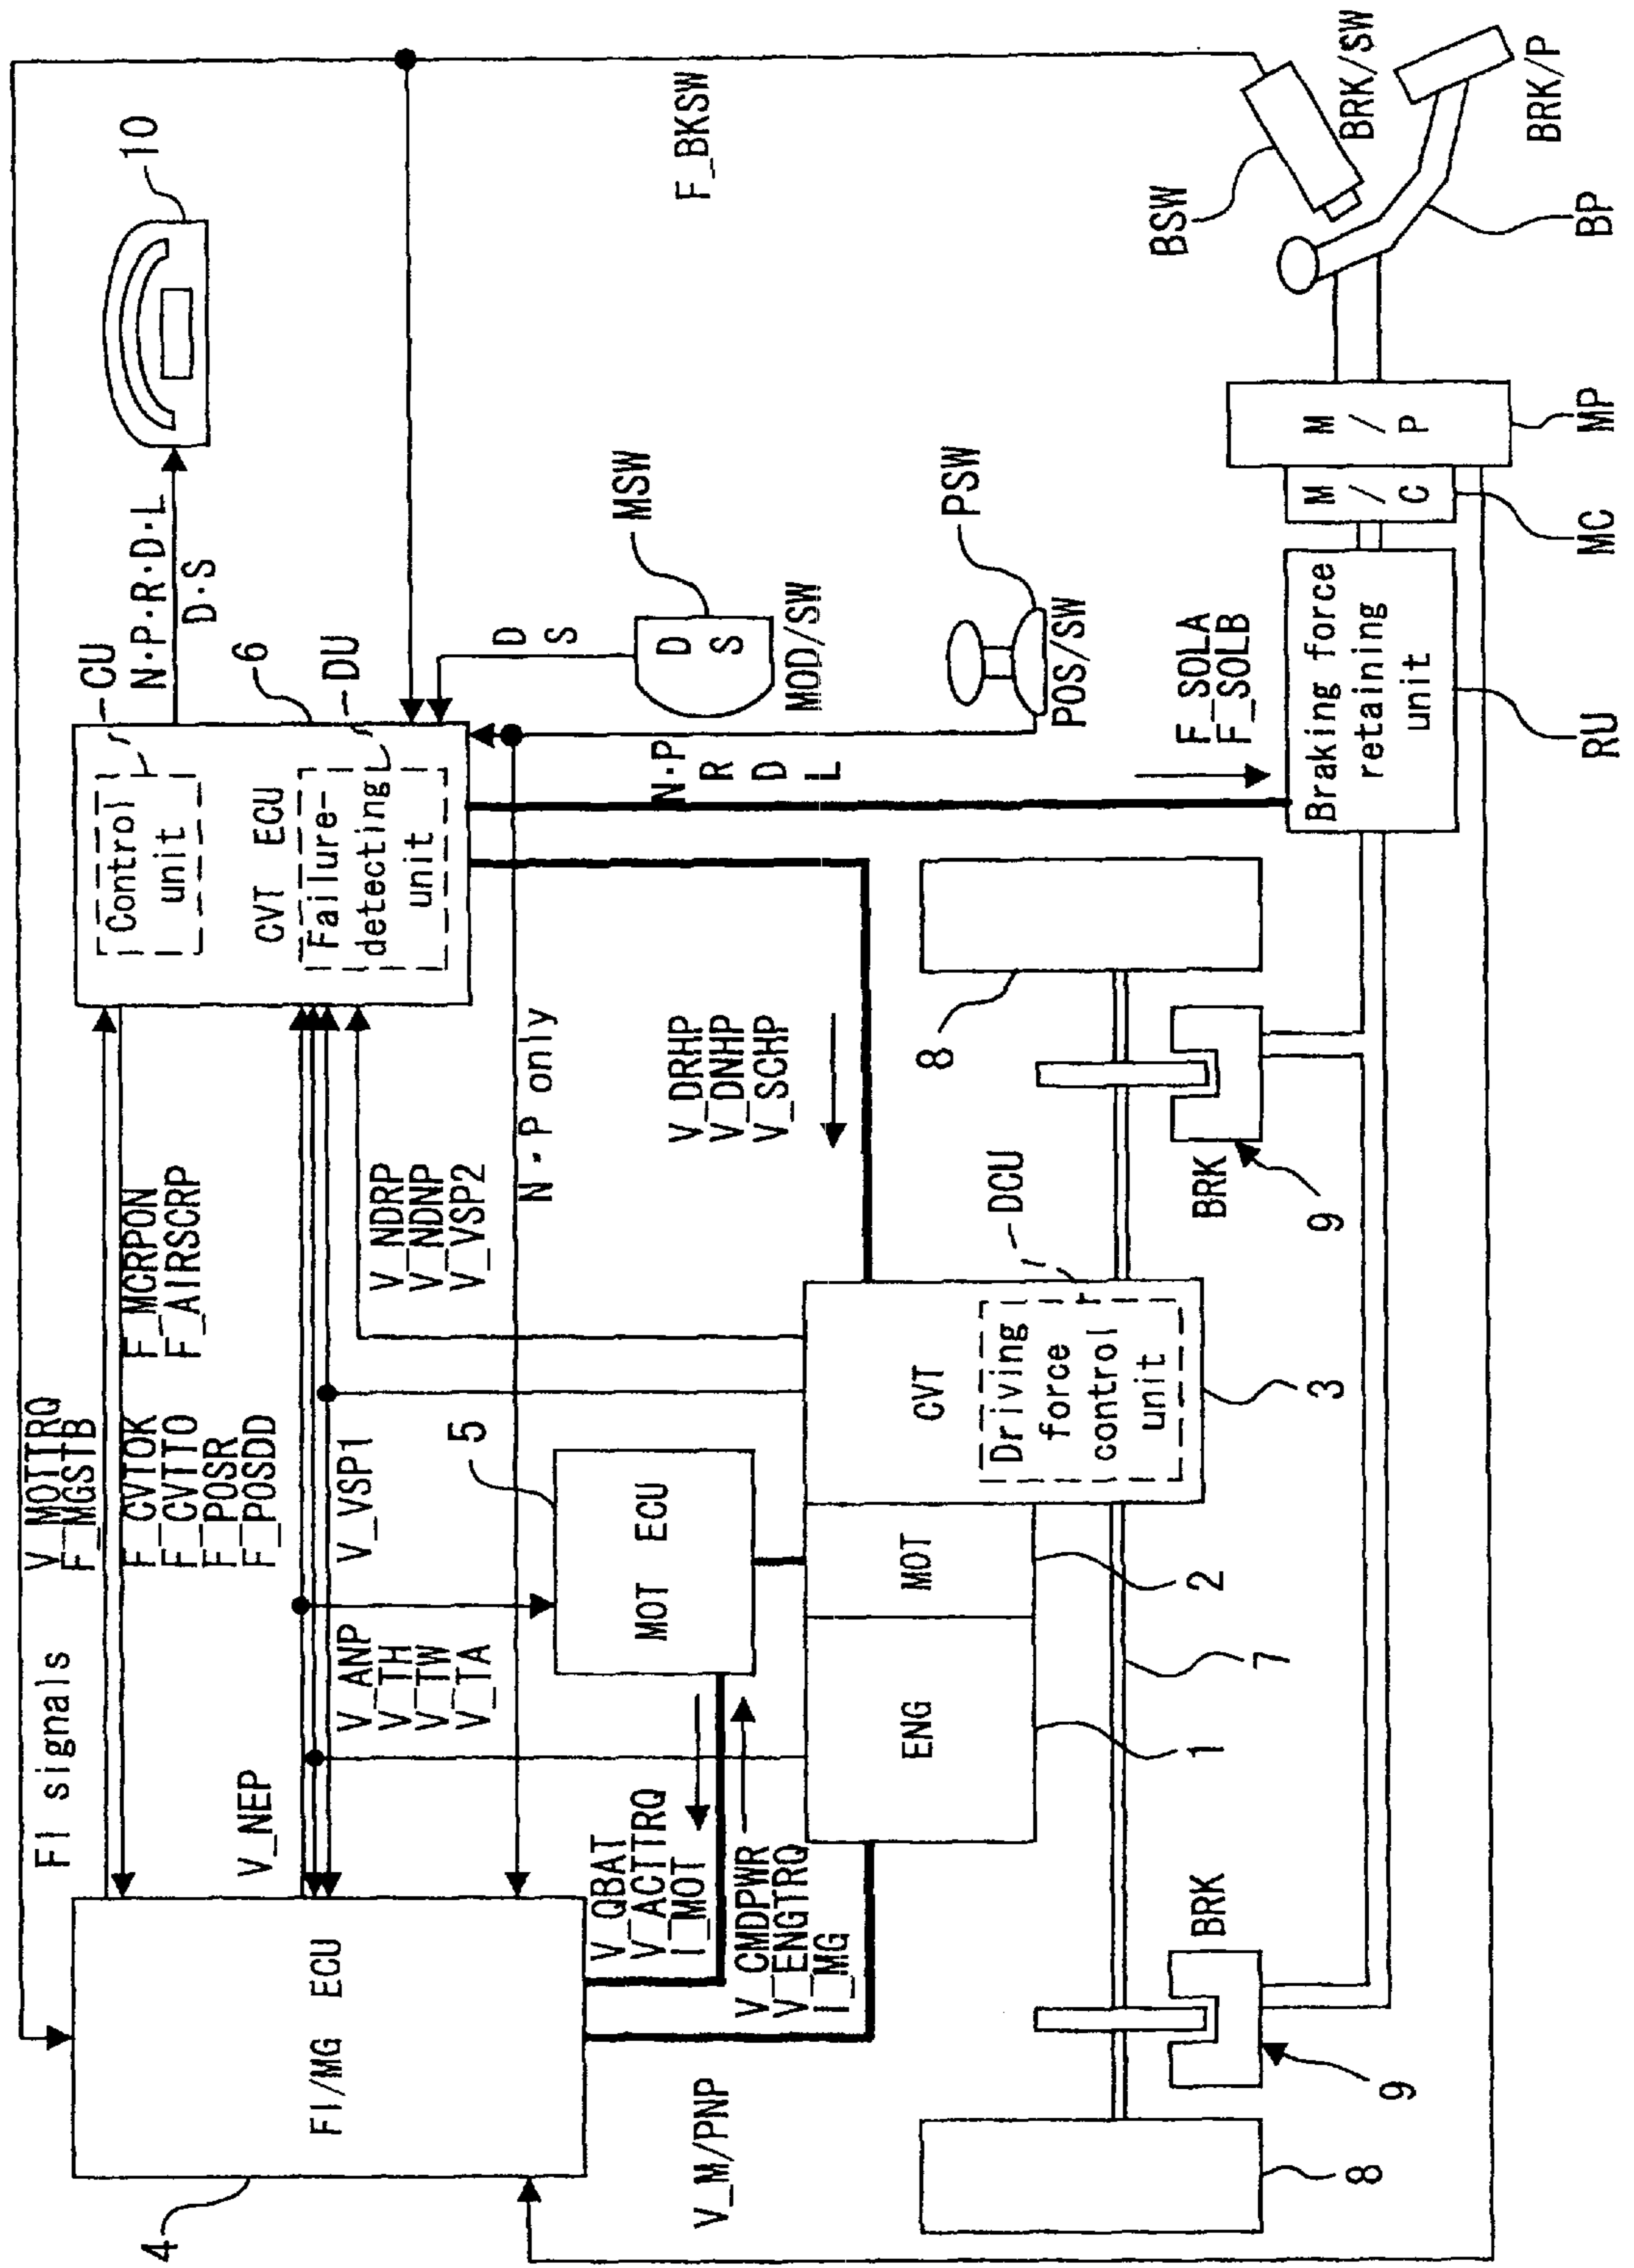 FI signals
V_MOTTRQ
F_MGSTB
F_MCRPON
F_AIRSCRP
F_CVTOK
F_CVTTO
F_POSR
F_POSDD
V_NEP
V_VSP1
V_ANP
V_TH
V_TW
V_TA
V_NDRP
V_NDNP
V_VSP2
N·P only
4
FI/MG ECU
5
MOT ECU
V_QBAT
V_ACTTRQ
I_MOT
V_CMDPWR
V_ENGTRQ
I_MG
V_M/PNP
Control
unit
CVT ECU
Failure-
detecting
unit
CU
6
DU
N·P·R·D·L
D·S
10
F_BKSW
D
S
D
S
MSW
MOD/SW
PSW
POS/SW
N·P
R
D
L
V_DRHP
V_DNHP
V_SCHP
F_SOLA
F_SOLB
ENG
MOT
CVT
Driving
force
control
unit
DCU
1
2
3
7
8
8
BRK
9
BRK
9
Braking force
retaining
unit
RU
M/C
MC
M/P
MP
BSW
BRK/SW
BRK/P
BP